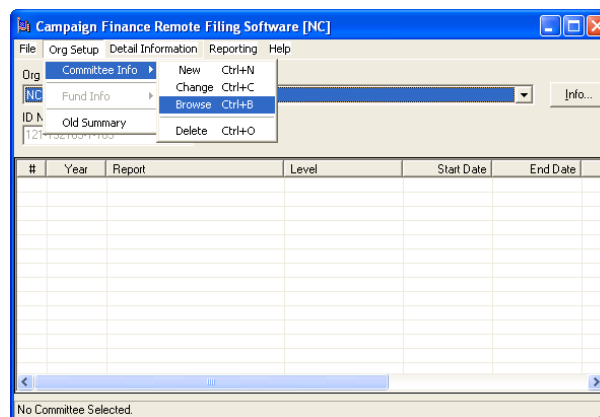 Campaign Finance Remote Filing Software [NC]
File Org Setup Detail Information Reporting Help
Org
Committee Info New Ctrl+N
Change Ctrl+C
NC Fund Info Browse Ctrl+B Info...
ID N
Old Summary Delete Ctrl+O
# Year Report Level Start Date End Date
No Committee Selected.